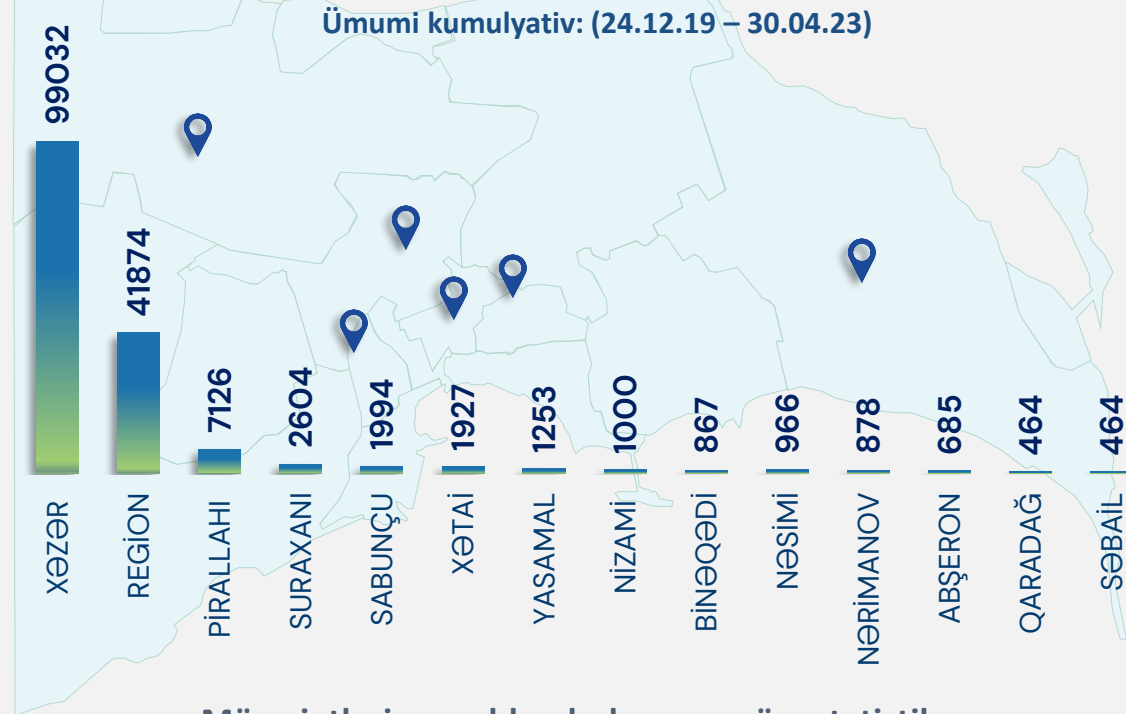 Ümumi kumulyativ: (24.12.19 – 30.04.23)
99032
41874
7126
2604
1994
1927
1253
1000
867
966
878
685
464
464
XƏZƏR
REGİON
PİRALLAHI
SURAXANI
SABUNÇU
XƏTAİ
YASAMAL
NİZAMİ
BİNƏQƏDİ
NƏSİMİ
NƏRİMANOV
ABŞERON
QARADAĞ
SƏBAİL